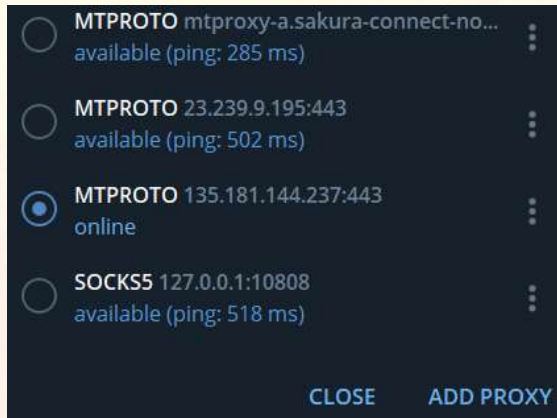 MTPROTO mtproxy-a.sakura-connect-no...
available (ping: 285 ms)
MTPROTO 23.239.9.195:443
available (ping: 502 ms)
MTPROTO 135.181.144.237:443
online
SOCKS5 127.0.0.1:10808
available (ping: 518 ms)
CLOSE ADD PROXY